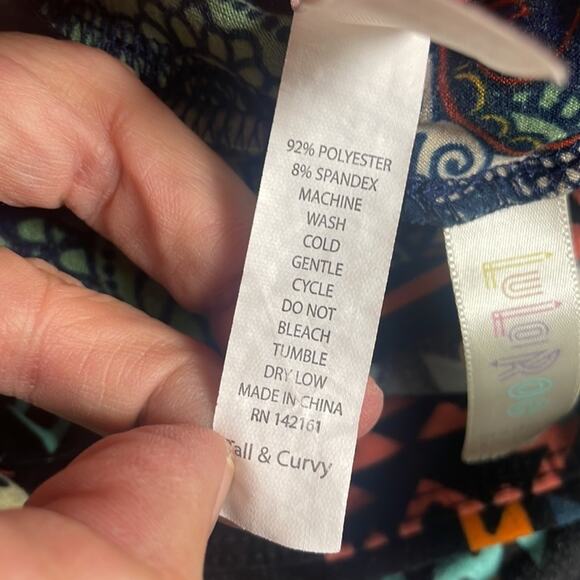 92% POLYESTER
8% SPANDEX
MACHINE
WASH
COLD
GENTLE
CYCLE
DO NOT
BLEACH
TUMBLE
DRY LOW
MADE IN CHINA
RN 142161
Tall & Curvy
LuLaRoe